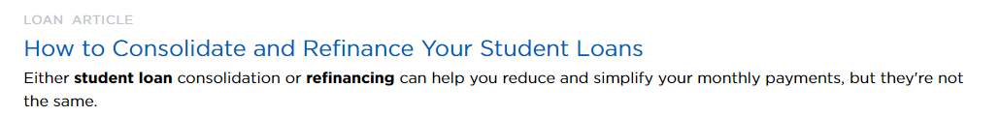 LOAN ARTICLE
How to Consolidate and Refinance Your Student Loans
Either student loan consolidation or refinancing can help you reduce and simplify your monthly payments, but they're not
the same.